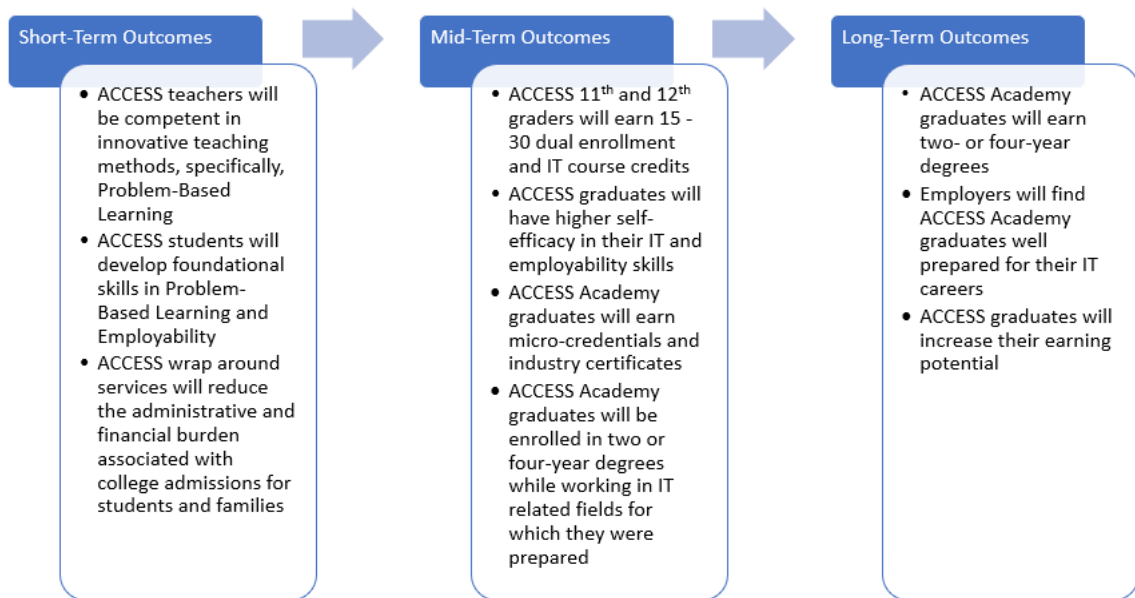 Short-Term Outcomes
• ACCESS teachers will
be competent in
innovative teaching
methods, specifically,
Problem-Based
Learning
• ACCESS students will
develop foundational
skills in Problem-
Based Learning and
Employability
• ACCESS wrap around
services will reduce
the administrative and
financial burden
associated with
college admissions for
students and families
Mid-Term Outcomes
• ACCESS 11th and 12th
graders will earn 15 -
30 dual enrollment
and IT course credits
• ACCESS graduates will
have higher self-
efficacy in their IT and
employability skills
• ACCESS Academy
graduates will earn
micro-credentials and
industry certificates
• ACCESS Academy
graduates will be
enrolled in two or
four-year degrees
while working in IT
related fields for
which they were
prepared
Long-Term Outcomes
• ACCESS Academy
graduates will earn
two- or four-year
degrees
• Employers will find
ACCESS Academy
graduates well
prepared for their IT
careers
• ACCESS graduates will
increase their earning
potential